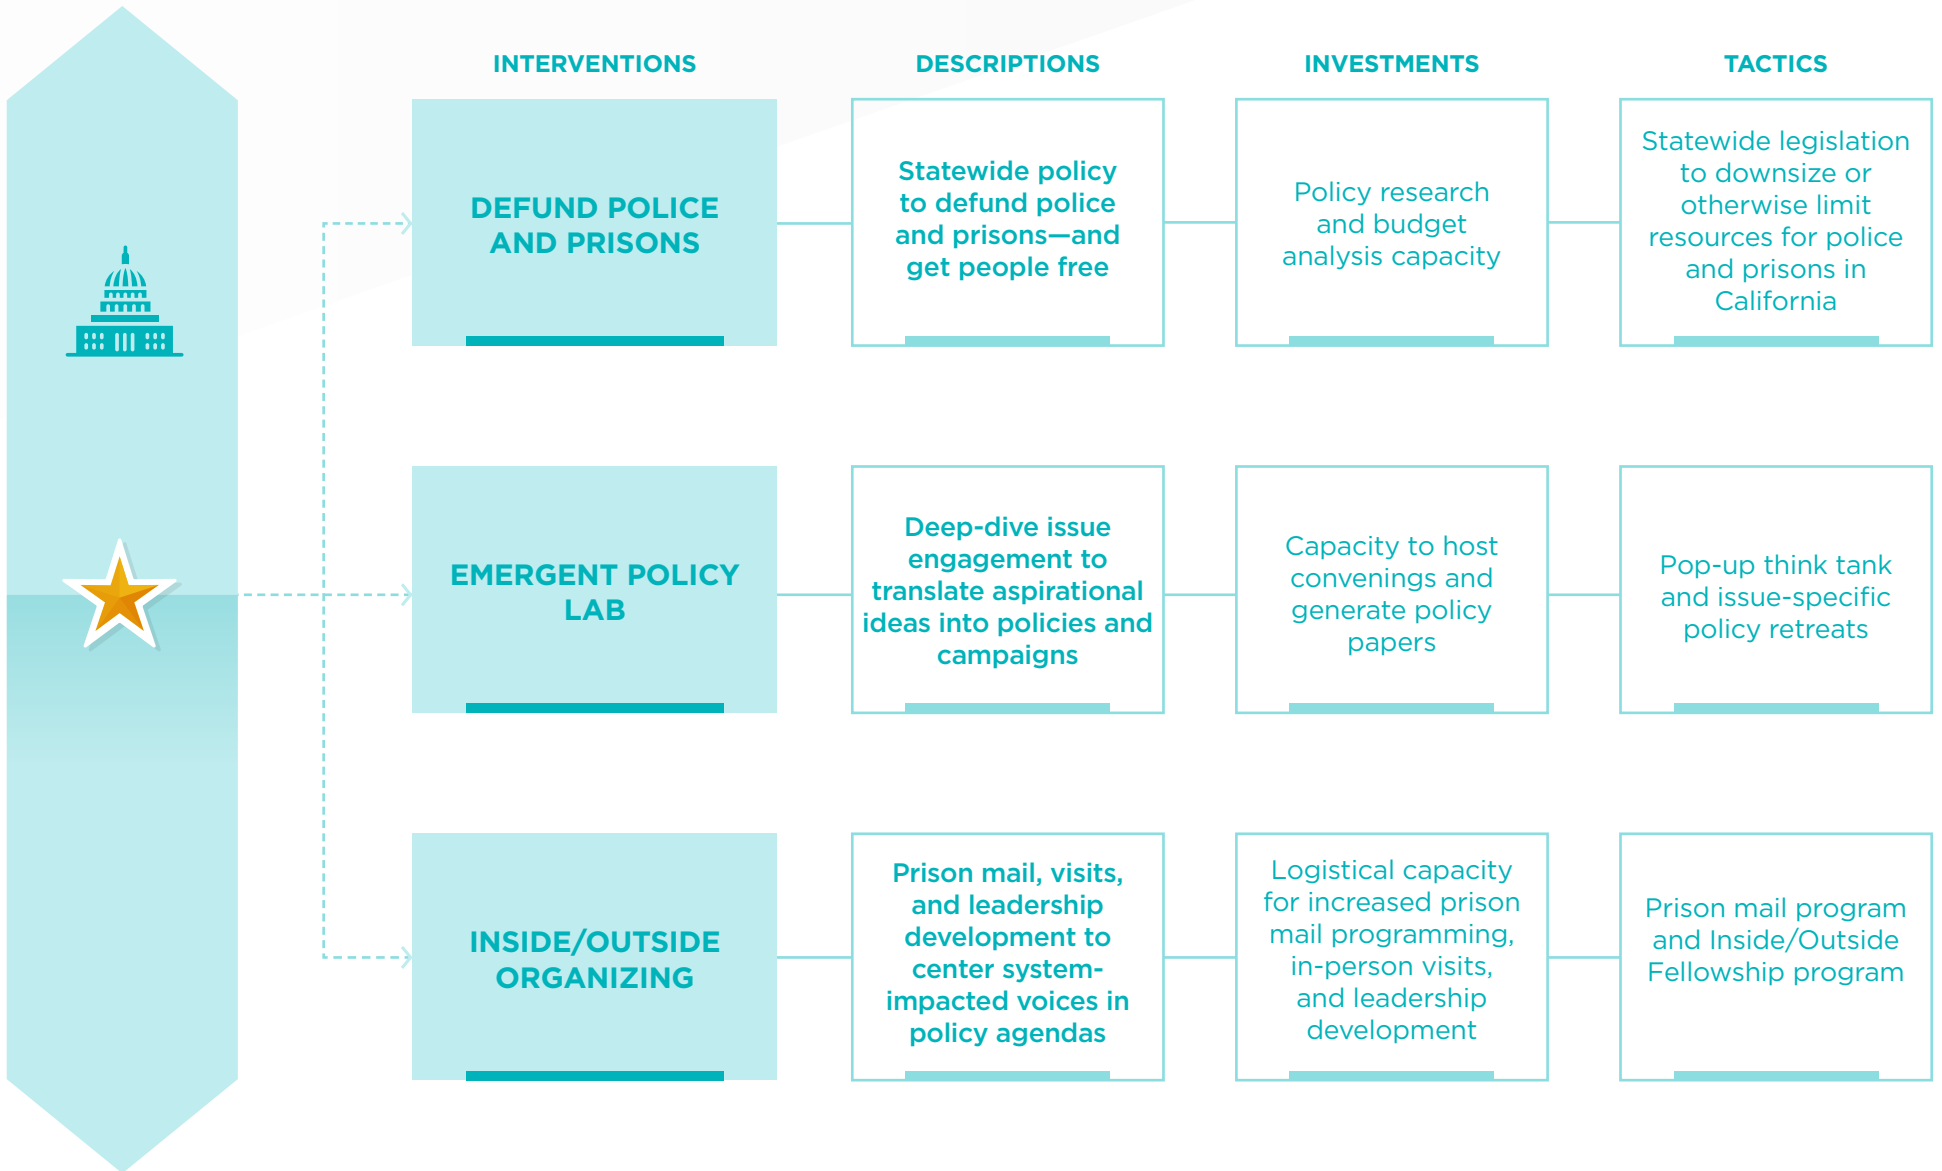 INTERVENTIONS
DESCRIPTIONS
INVESTMENTS
TACTICS
DEFUND POLICE
AND PRISONS
Statewide policy
to defund police
and prisons—and
get people free
Policy research
and budget
analysis capacity
Statewide legislation
to downsize or
otherwise limit
resources for police
and prisons in
California
EMERGENT POLICY
LAB
Deep-dive issue
engagement to
translate aspirational
ideas into policies and
campaigns
Capacity to host
convenings and
generate policy
papers
Pop-up think tank
and issue-specific
policy retreats
INSIDE/OUTSIDE
ORGANIZING
Prison mail, visits,
and leadership
development to
center system-
impacted voices in
policy agendas
Logistical capacity
for increased prison
mail programming,
in-person visits,
and leadership
development
Prison mail program
and Inside/Outside
Fellowship program